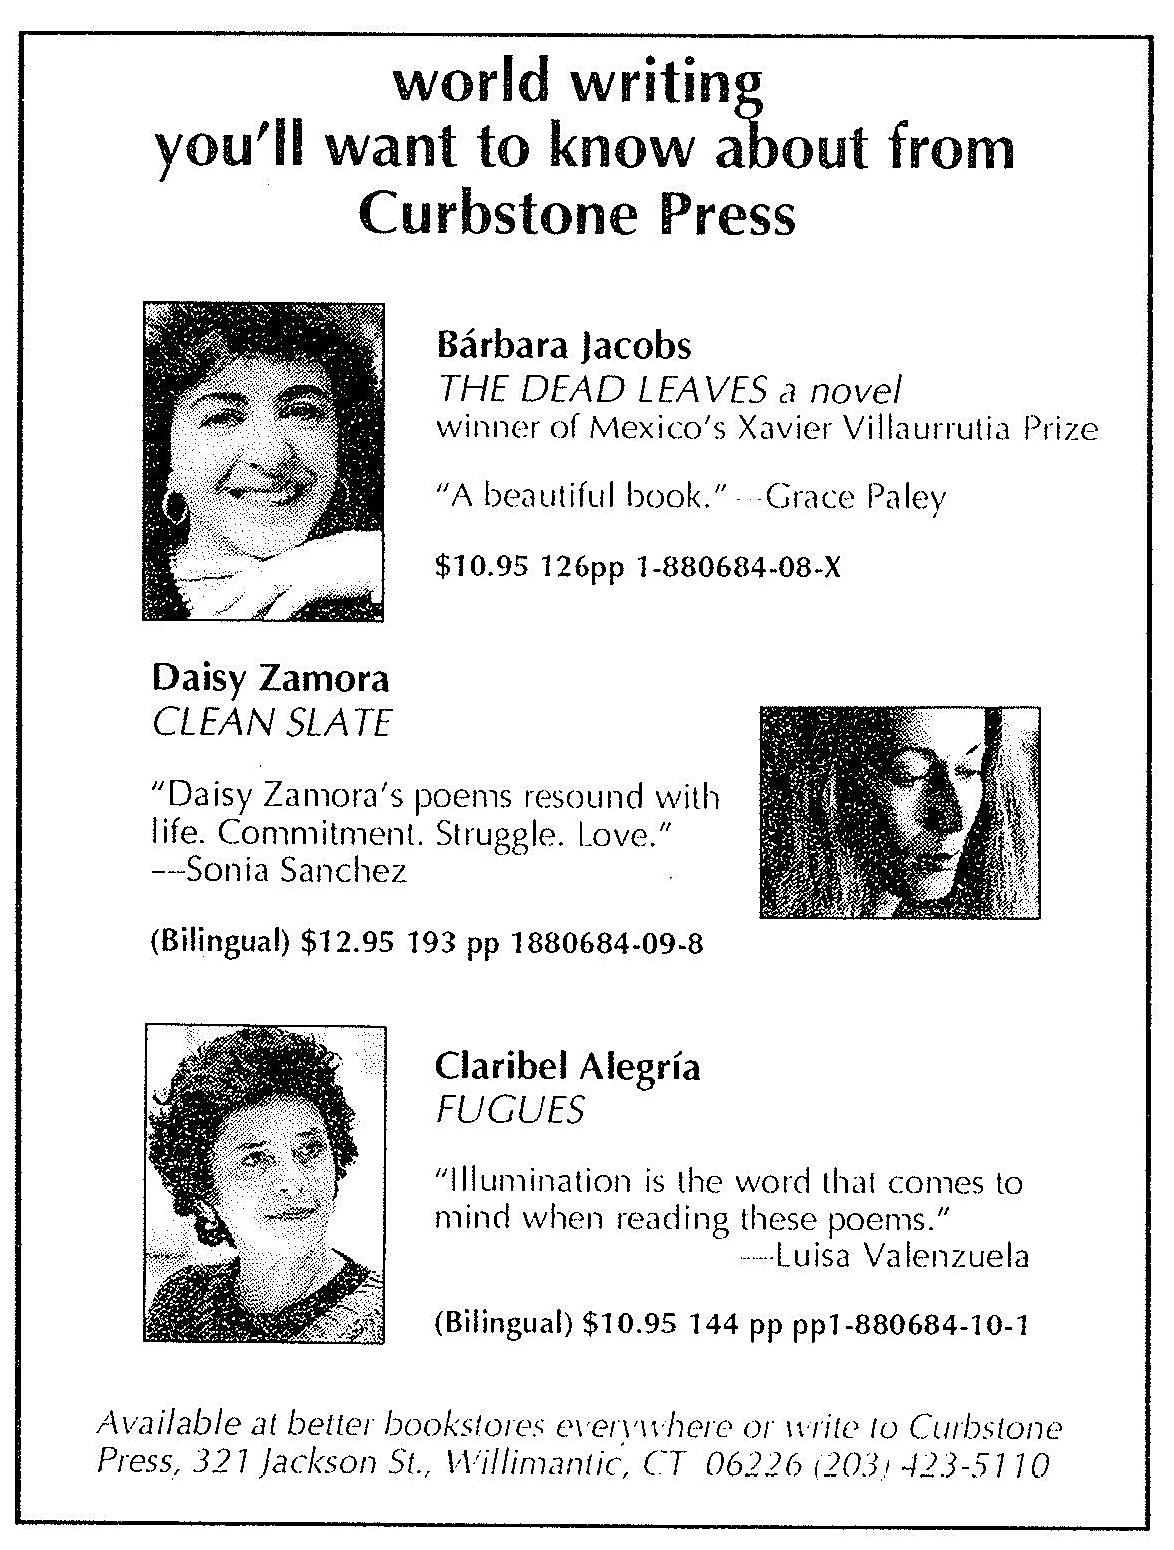 world writing
you'll want to know about from
Curbstone Press
Bárbara Jacobs
THE DEAD LEAVES a novel
winner of Mexico's Xavier Villaurrutia Prize
"A beautiful book." —Grace Paley
$10.95 126pp 1-880684-08-X
Daisy Zamora
CLEAN SLATE
"Daisy Zamora's poems resound with
life. Commitment. Struggle. Love."
---Sonia Sanchez
(Bilingual) $12.95 193 pp 1880684-09-8
Claribel Alegría
FUGUES
"Illumination is the word that comes to
mind when reading these poems."
—-Luisa Valenzuela
(Bilingual) $10.95 144 pp pp1-880684-10-1
Available at better bookstores everywhere or write to Curbstone
Press, 321 Jackson St., Willimantic, CT 06226 (203) 423-5110